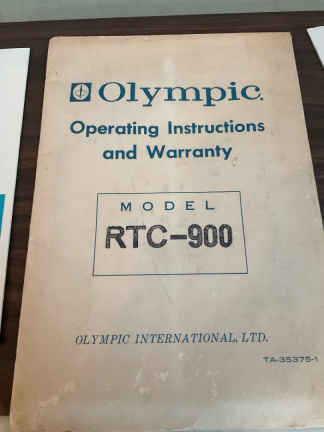 Olympic.
Operating Instructions
and Warranty
MODEL
RTC-900
OLYMPIC INTERNATIONAL, LTD.
TA-35375-1